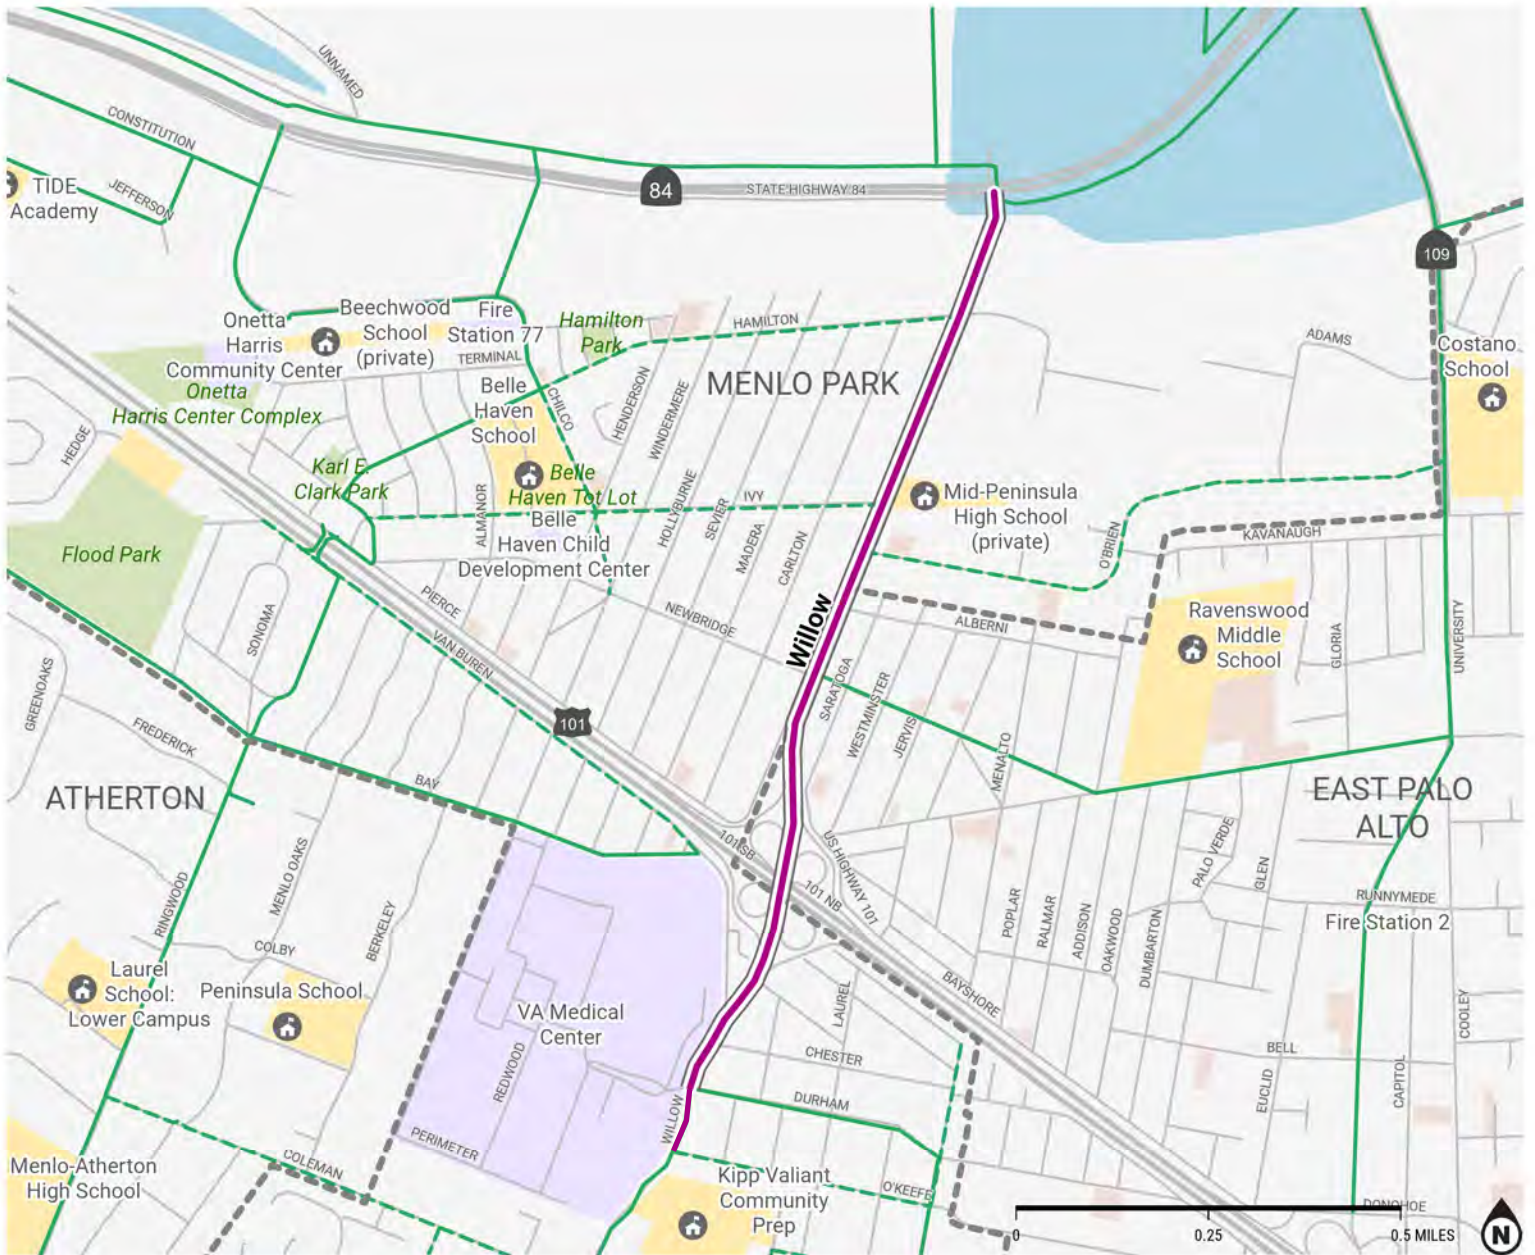 UNNAMED
CONSTITUTION
JEFFERSON
TIDE
Academy
84
STATE HIGHWAY 84
109
Onetta
Harris
Community Center
Beechwood
School
(private)
Fire
Station 77
TERMINAL
Hamilton
Park
HAMILTON
ADAMS
Costano
School
Onetta
Harris Center Complex
MENLO PARK
Belle
Haven
School
CHILCO
HENDERSON
WINDERMERE
HEDGE
Karl E.
Clark Park
Belle
Haven Tot Lot
ALMANOR
HOLLYBURNE
SEVIER
IVY
MADERA
CARLTON
Mid-Peninsula
High School
(private)
O'BRIEN
KAVANAUGH
Flood Park
Belle
Haven Child
Development Center
PIERCE
SONOMA
VAN BUREN
NEWBRIDGE
Willow
ALBERNI
Ravenswood
Middle
School
GLORIA
UNIVERSITY
GREENOAKS
FREDERICK
101
SARATOGA
WESTMINSTER
JERVIS
MENALTO
ATHERTON
BAY
EAST PALO
ALTO
101 SB
101 NB
US HIGHWAY 101
PALO VERDE
GLEN
RUNNYMEDE
Fire Station 2
RINGWOOD
MENLO OAKS
BERKELEY
COLBY
POPLAR
RALMAR
ADDISON
OAKWOOD
DUMBARTON
Laurel
School:
Lower Campus
Peninsula School
VA Medical
Center
LAUREL
BAYSHORE
COOLEY
REDWOOD
CHESTER
BELL
EUCLID
CAPITOL
DURHAM
WILLOW
PERIMETER
COLEMAN
Menlo-Atherton
High School
Kipp Valiant
Community
Prep
O'KEEFE
DONOHOE
0
0.25
0.5 MILES
N